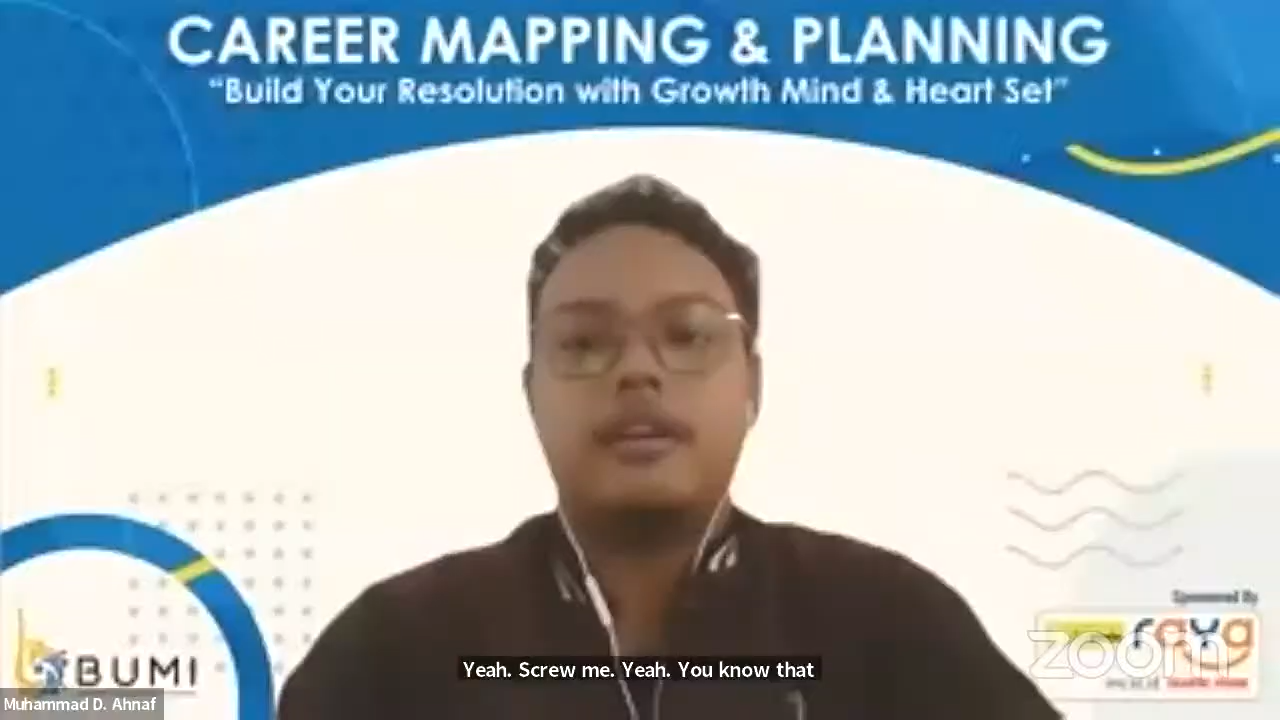 CAREER MAPPING & PLANNING
“Build Your Resolution with Growth Mind & Heart Set”
Sponsored By
zoom
BUMI
Yeah. Screw me. Yeah. You know that
Muhammad D. Ahnaf